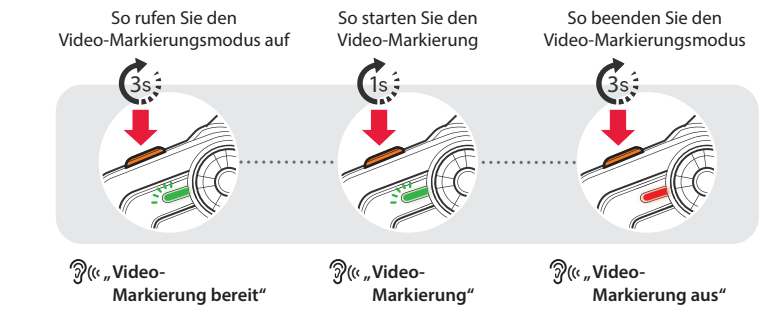 So rufen Sie den
Video-Markierungsmodus auf
So starten Sie den
Video-Markierung
So beenden Sie den
Video-Markierungsmodus
3s
1s
3s
„Video-
Markierung bereit“
„Video-
Markierung“
„Video-
Markierung aus“